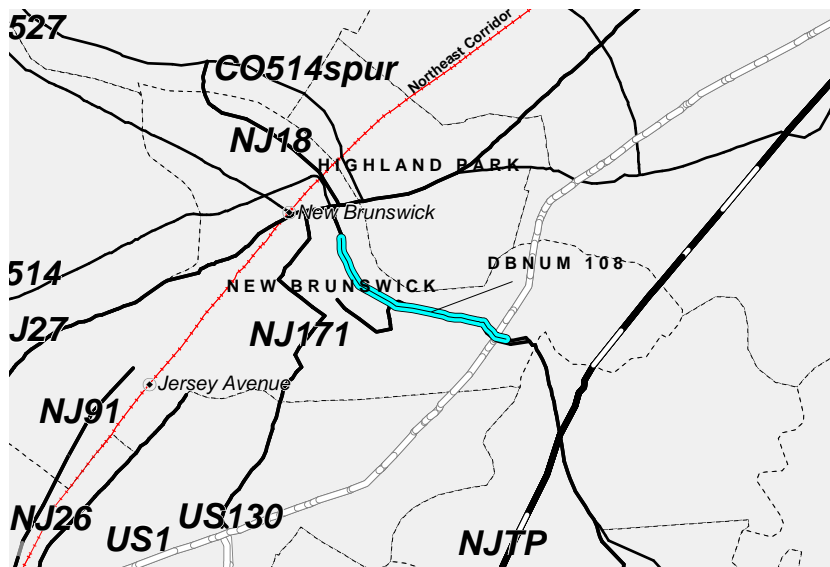 527
CO514spur
Northeast Corridor
NJ18
HIGHLAND PARK
New Brunswick
DBNUM 108
514
NEW BRUNSWICK
J27
NJ171
Jersey Avenue
NJ91
NJ26
US130
US1
NJTP